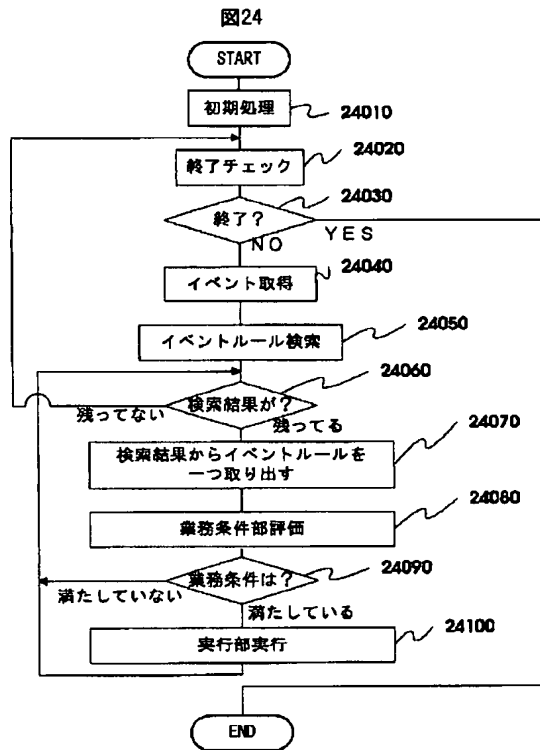 図24
START
初期処理
24010
終了チェック
24020
終了?
24030
NO
YES
イベント取得
24040
イベントルール検索
24050
検索結果が?
24060
残ってない
残ってる
検索結果からイベントルールを
一つ取り出す
24070
業務条件部評価
24080
業務条件は?
24090
満たしていない
満たしている
実行部実行
24100
END